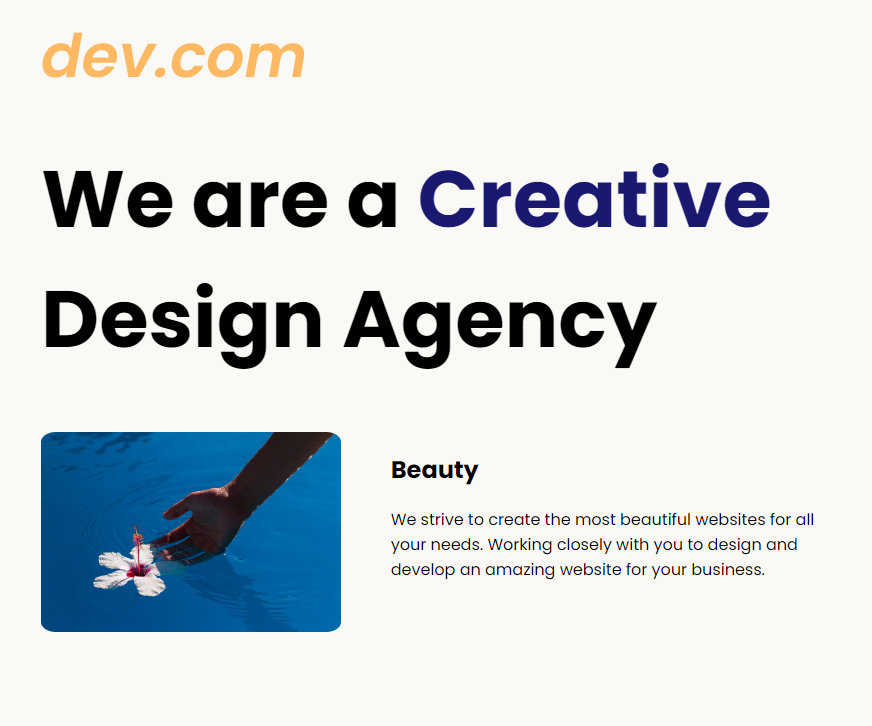 dev.com
We are a Creative
Design Agency
Beauty
We strive to create the most beautiful websites for all
your needs. Working closely with you to design and
develop an amazing website for your business.